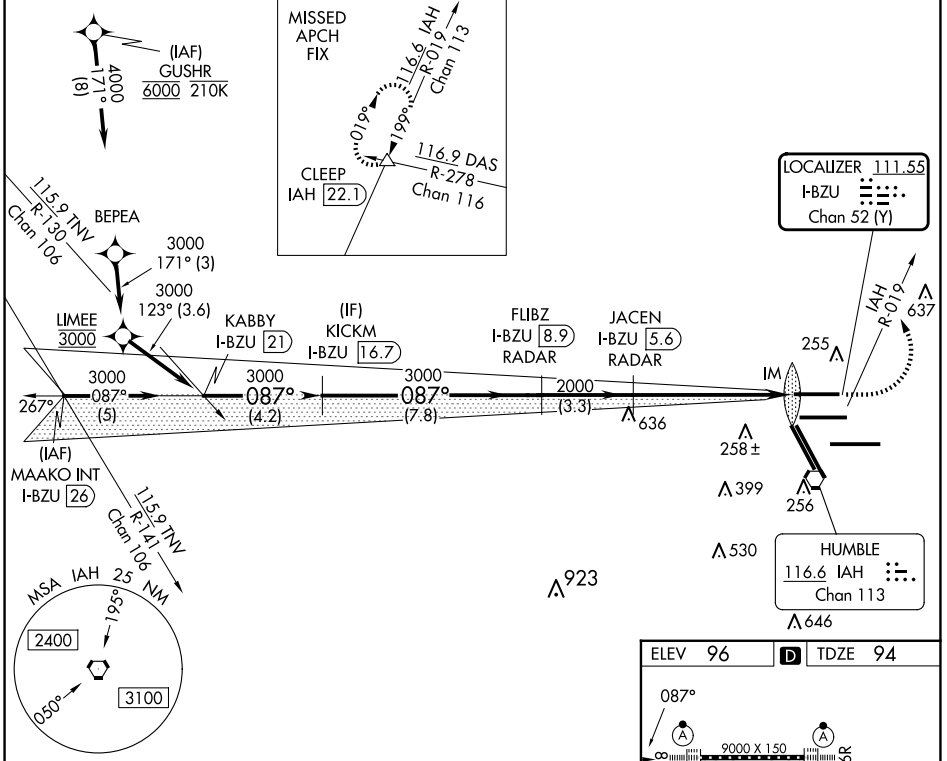 MISSED
APCH
FIX
116.6 IAH
R-019
Chan 113
019°
199°
116.9 DAS
R-278
Chan 116
CLEEP
IAH 22.1
(IAF)
GUSHR
6000 210K
4000
171°
(8)
LOCALIZER 111.55
I-BZU
Chan 52 (Y)
115.9 TNV
R-130
Chan 106
BEPEA
3000
171° (3)
3000
123° (3.6)
LIMEE
3000
KABBY
I-BZU 21
(IF)
KICKM
I-BZU 16.7
FLIBZ
I-BZU 8.9
RADAR
JACEN
I-BZU 5.6
RADAR
IAH
R-019
637
255
IM
267°
3000
087°
(5)
3000
087°
(4.2)
3000
087°
(7.8)
2000
(3.3)
636
258 ±
399
256
530
923
646
(IAF)
MAAKO INT
I-BZU 26
115.9 TNV
R-141
Chan 106
HUMBLE
116.6 IAH
Chan 113
MSA IAH 25 NM
195°
2400
050°
3100
ELEV 96 D TDZE 94
087°
A
A
8
9000 X 150